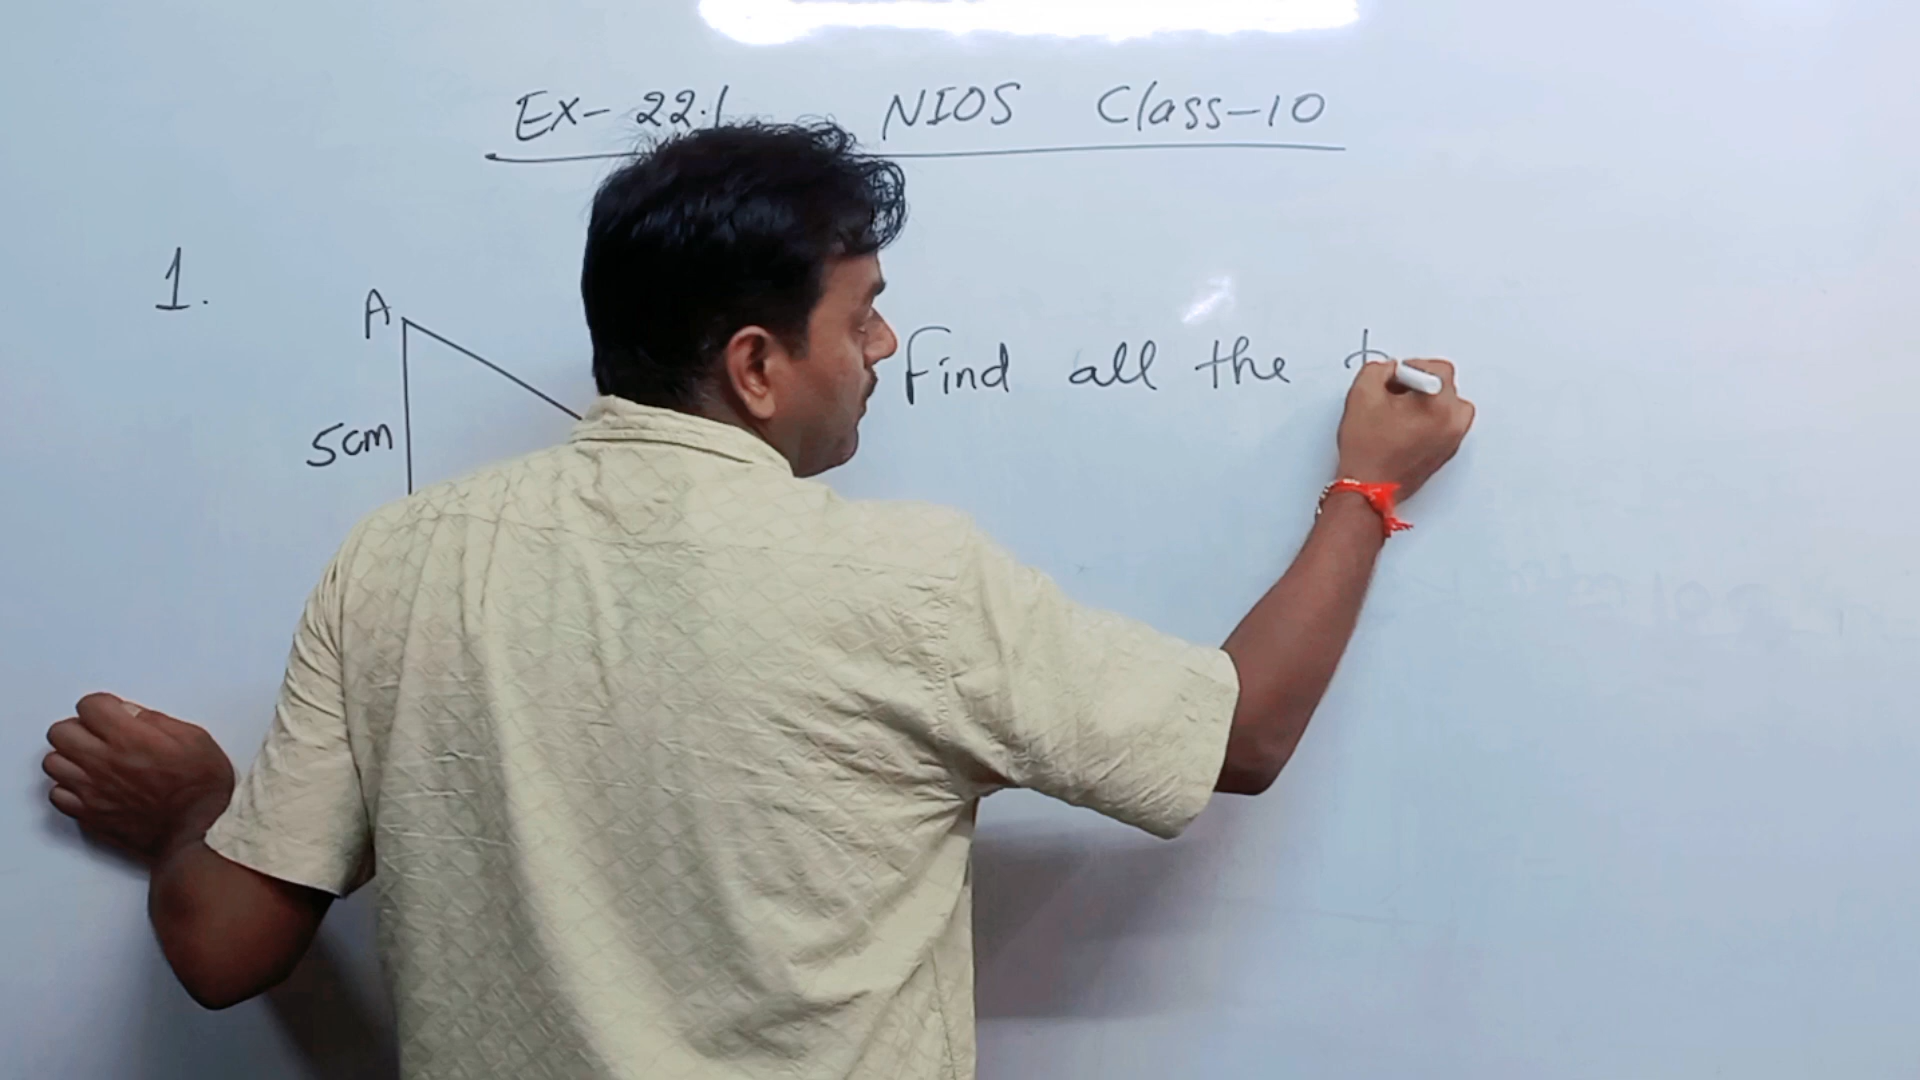 Ex- 22.1 NIOS Class-10
1.
A
Find all the
5cm